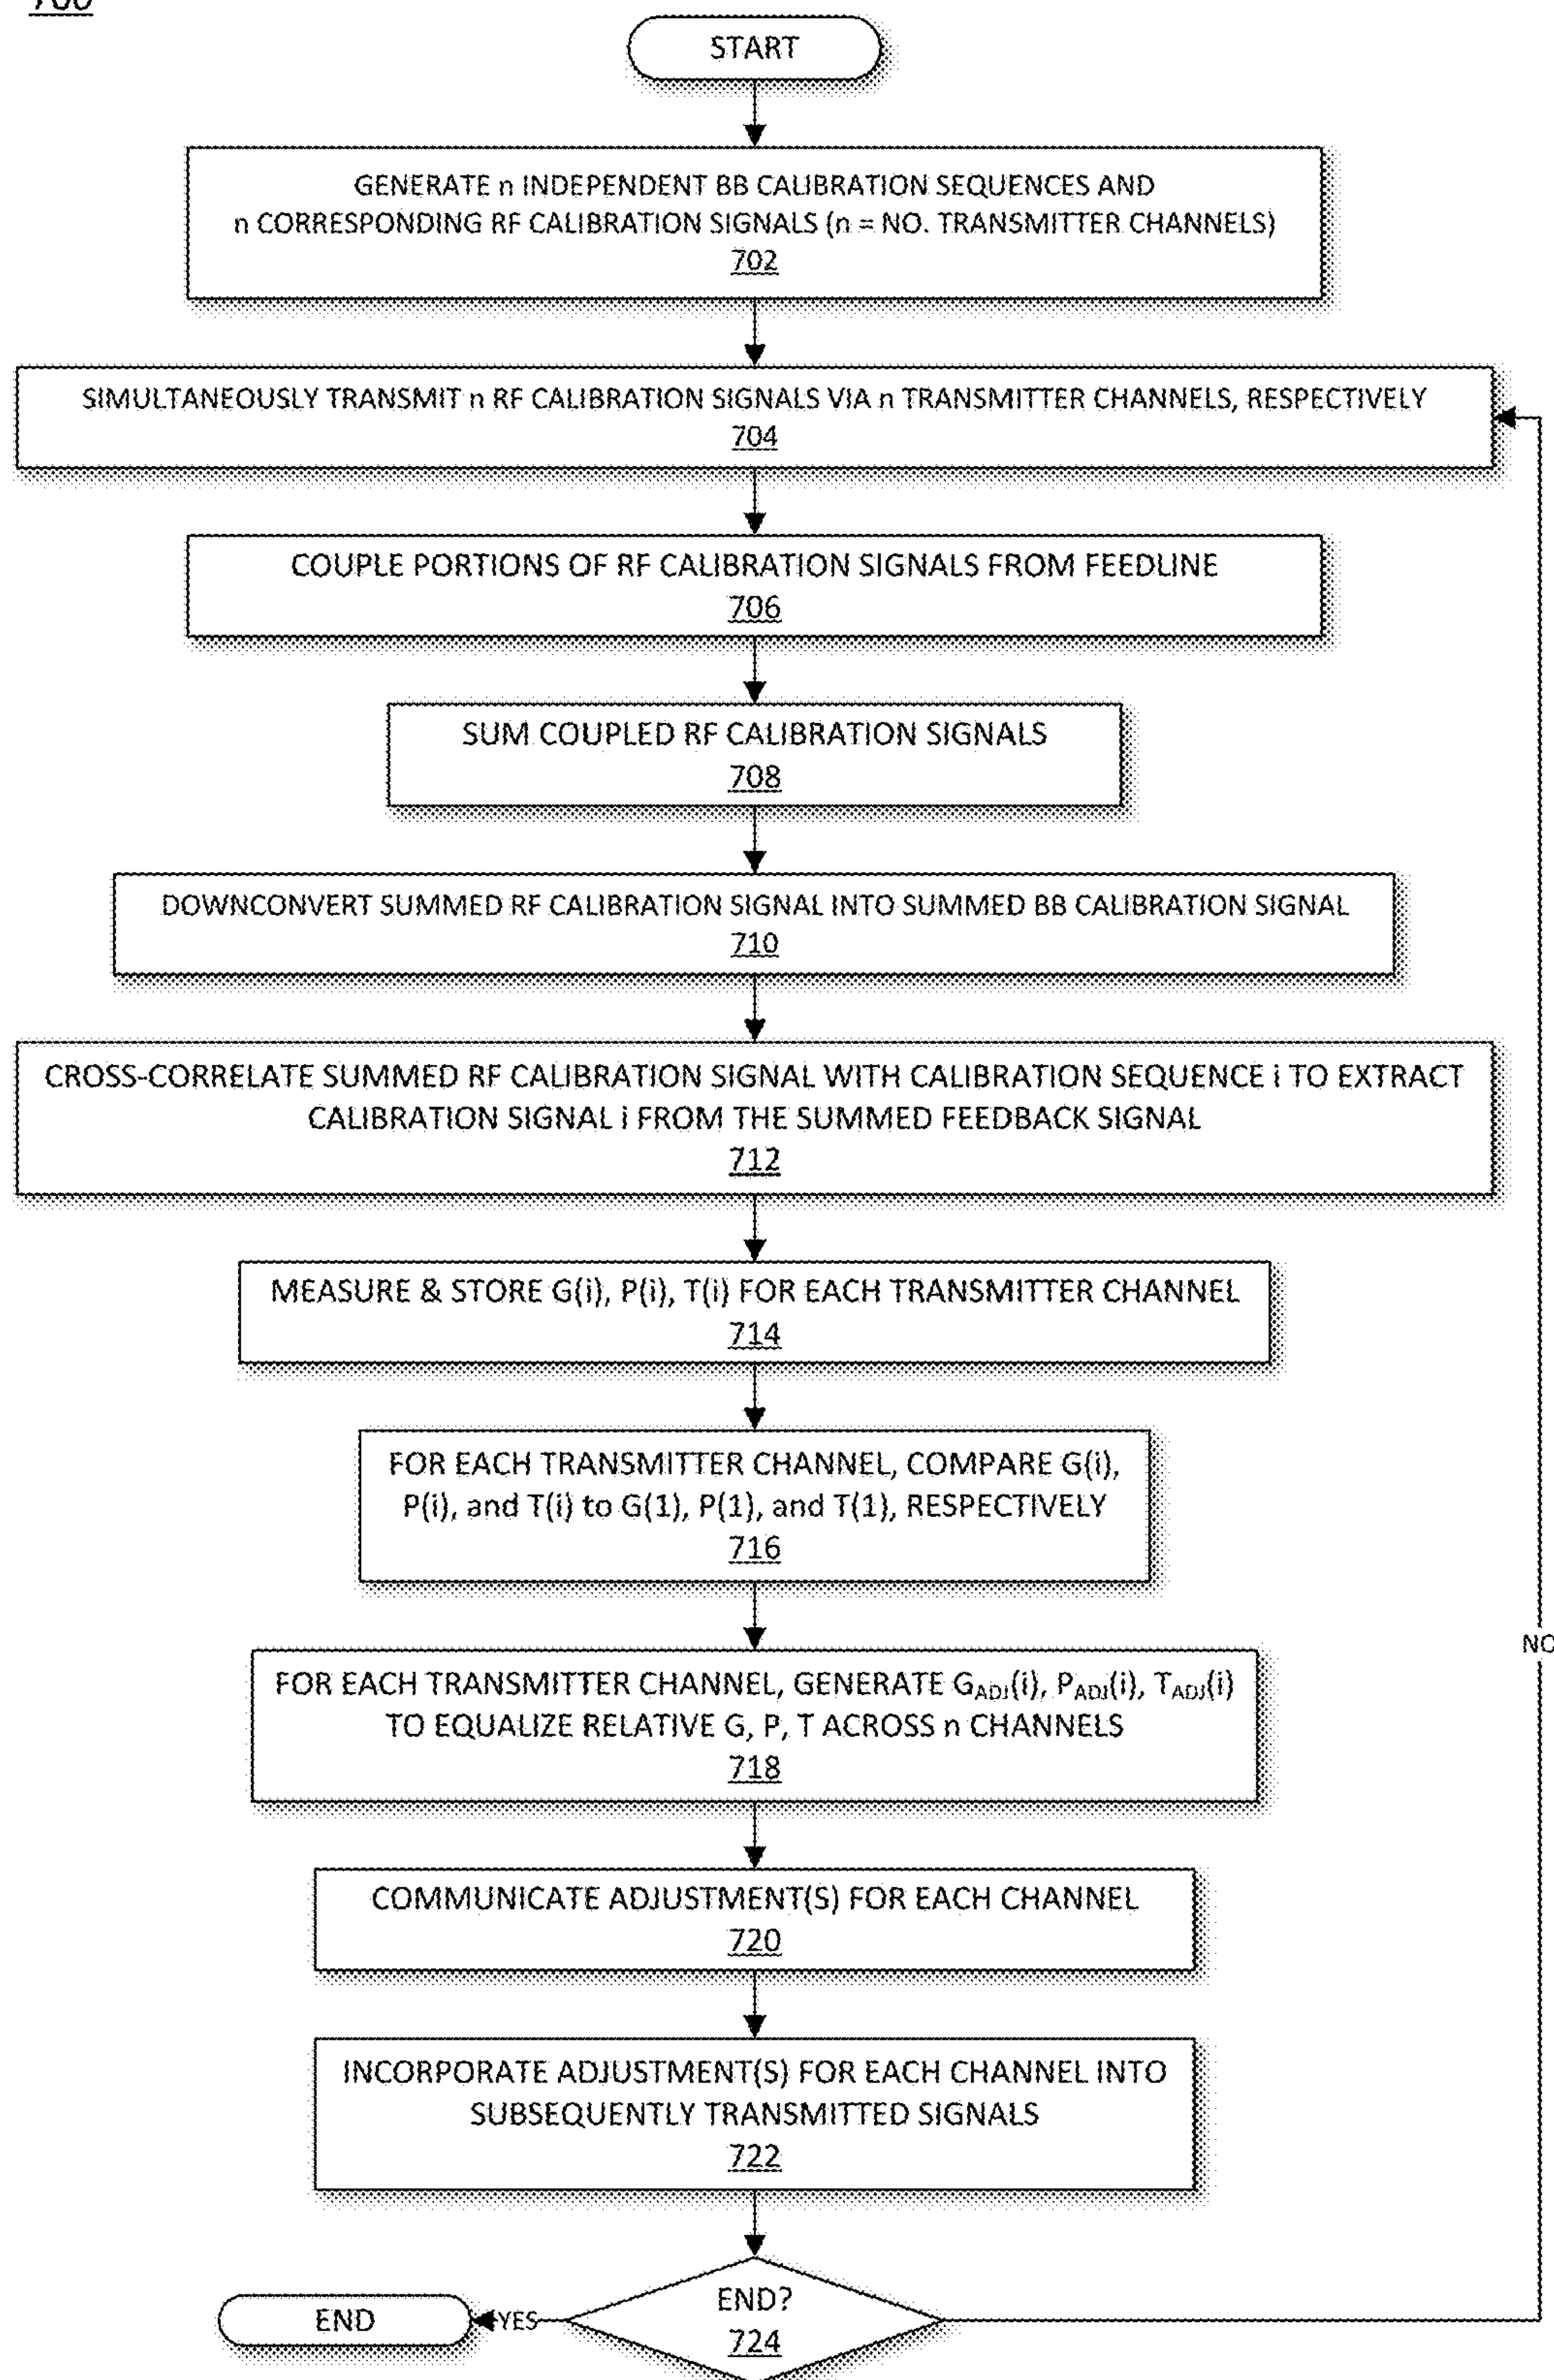 700
START
GENERATE n INDEPENDENT BB CALIBRATION SEQUENCES AND
n CORRESPONDING RF CALIBRATION SIGNALS (n = NO. TRANSMITTER CHANNELS)
702
SIMULTANEOUSLY TRANSMIT n RF CALIBRATION SIGNALS VIA n TRANSMITTER CHANNELS, RESPECTIVELY
704
COUPLE PORTIONS OF RF CALIBRATION SIGNALS FROM FEEDLINE
706
SUM COUPLED RF CALIBRATION SIGNALS
708
DOWNCONVERT SUMMED RF CALIBRATION SIGNAL INTO SUMMED BB CALIBRATION SIGNAL
710
CROSS-CORRELATE SUMMED RF CALIBRATION SIGNAL WITH CALIBRATION SEQUENCE i TO EXTRACT
CALIBRATION SIGNAL i FROM THE SUMMED FEEDBACK SIGNAL
712
MEASURE & STORE G(i), P(i), T(i) FOR EACH TRANSMITTER CHANNEL
714
FOR EACH TRANSMITTER CHANNEL, COMPARE G(i),
P(i), and T(i) to G(1), P(1), and T(1), RESPECTIVELY
716
FOR EACH TRANSMITTER CHANNEL, GENERATE GADJ(i), PADJ(i), TADJ(i)
TO EQUALIZE RELATIVE G, P, T ACROSS n CHANNELS
718
COMMUNICATE ADJUSTMENT(S) FOR EACH CHANNEL
720
INCORPORATE ADJUSTMENT(S) FOR EACH CHANNEL INTO
SUBSEQUENTLY TRANSMITTED SIGNALS
722
END?
724
YES
END
NO